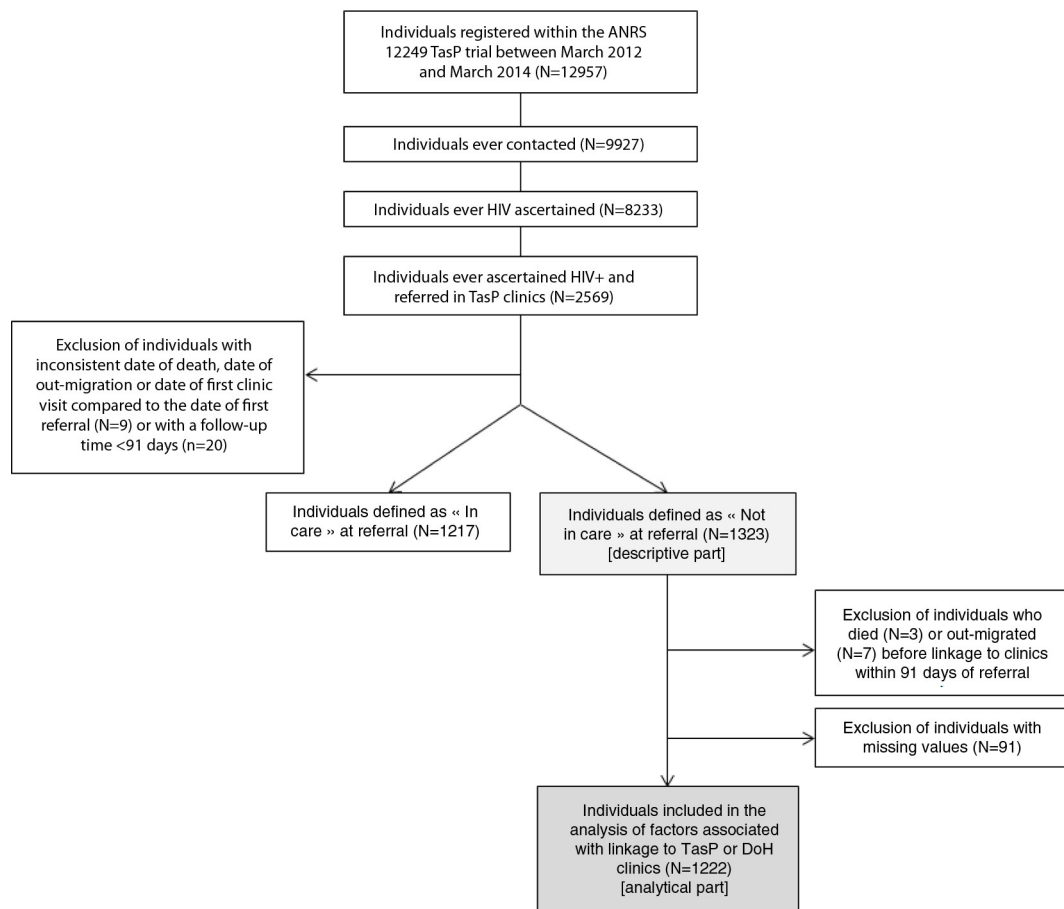 Individuals registered within the ANRS
12249 TasP trial between March 2012
and March 2014 (N=12957)
Individuals ever contacted (N=9927)
Individuals ever HIV ascertained (N=8233)
Individuals ever ascertained HIV+ and
referred in TasP clinics (N=2569)
Exclusion of individuals with
inconsistent date of death, date of
out-migration or date of first clinic
visit compared to the date of first
referral (N=9) or with a follow-up
time <91 days (n=20)
Individuals defined as « In
care » at referral (N=1217)
Individuals defined as « Not
in care » at referral (N=1323)
[descriptive part]
Exclusion of individuals who
died (N=3) or out-migrated
(N=7) before linkage to clinics
within 91 days of referral
Exclusion of individuals with
missing values (N=91)
Individuals included in the
analysis of factors associated
with linkage to TasP or DoH
clinics (N=1222)
[analytical part]